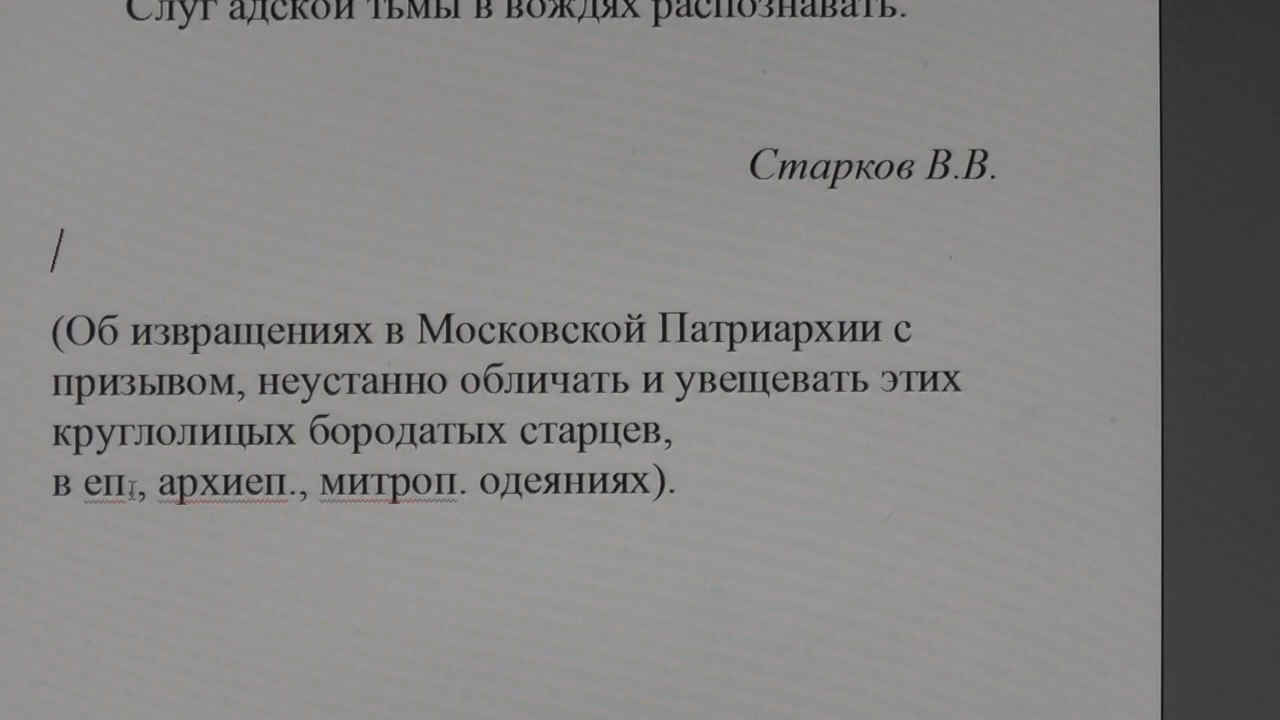 Слуг адской тьмы в вождях распознавать.
Старков В.В.
/
(Об извращениях в Московской Патриархии с
призывом, неустанно обличать и увещевать этих
круглолицых бородатых старцев,
в еп., архиеп., митроп. одеяниях).